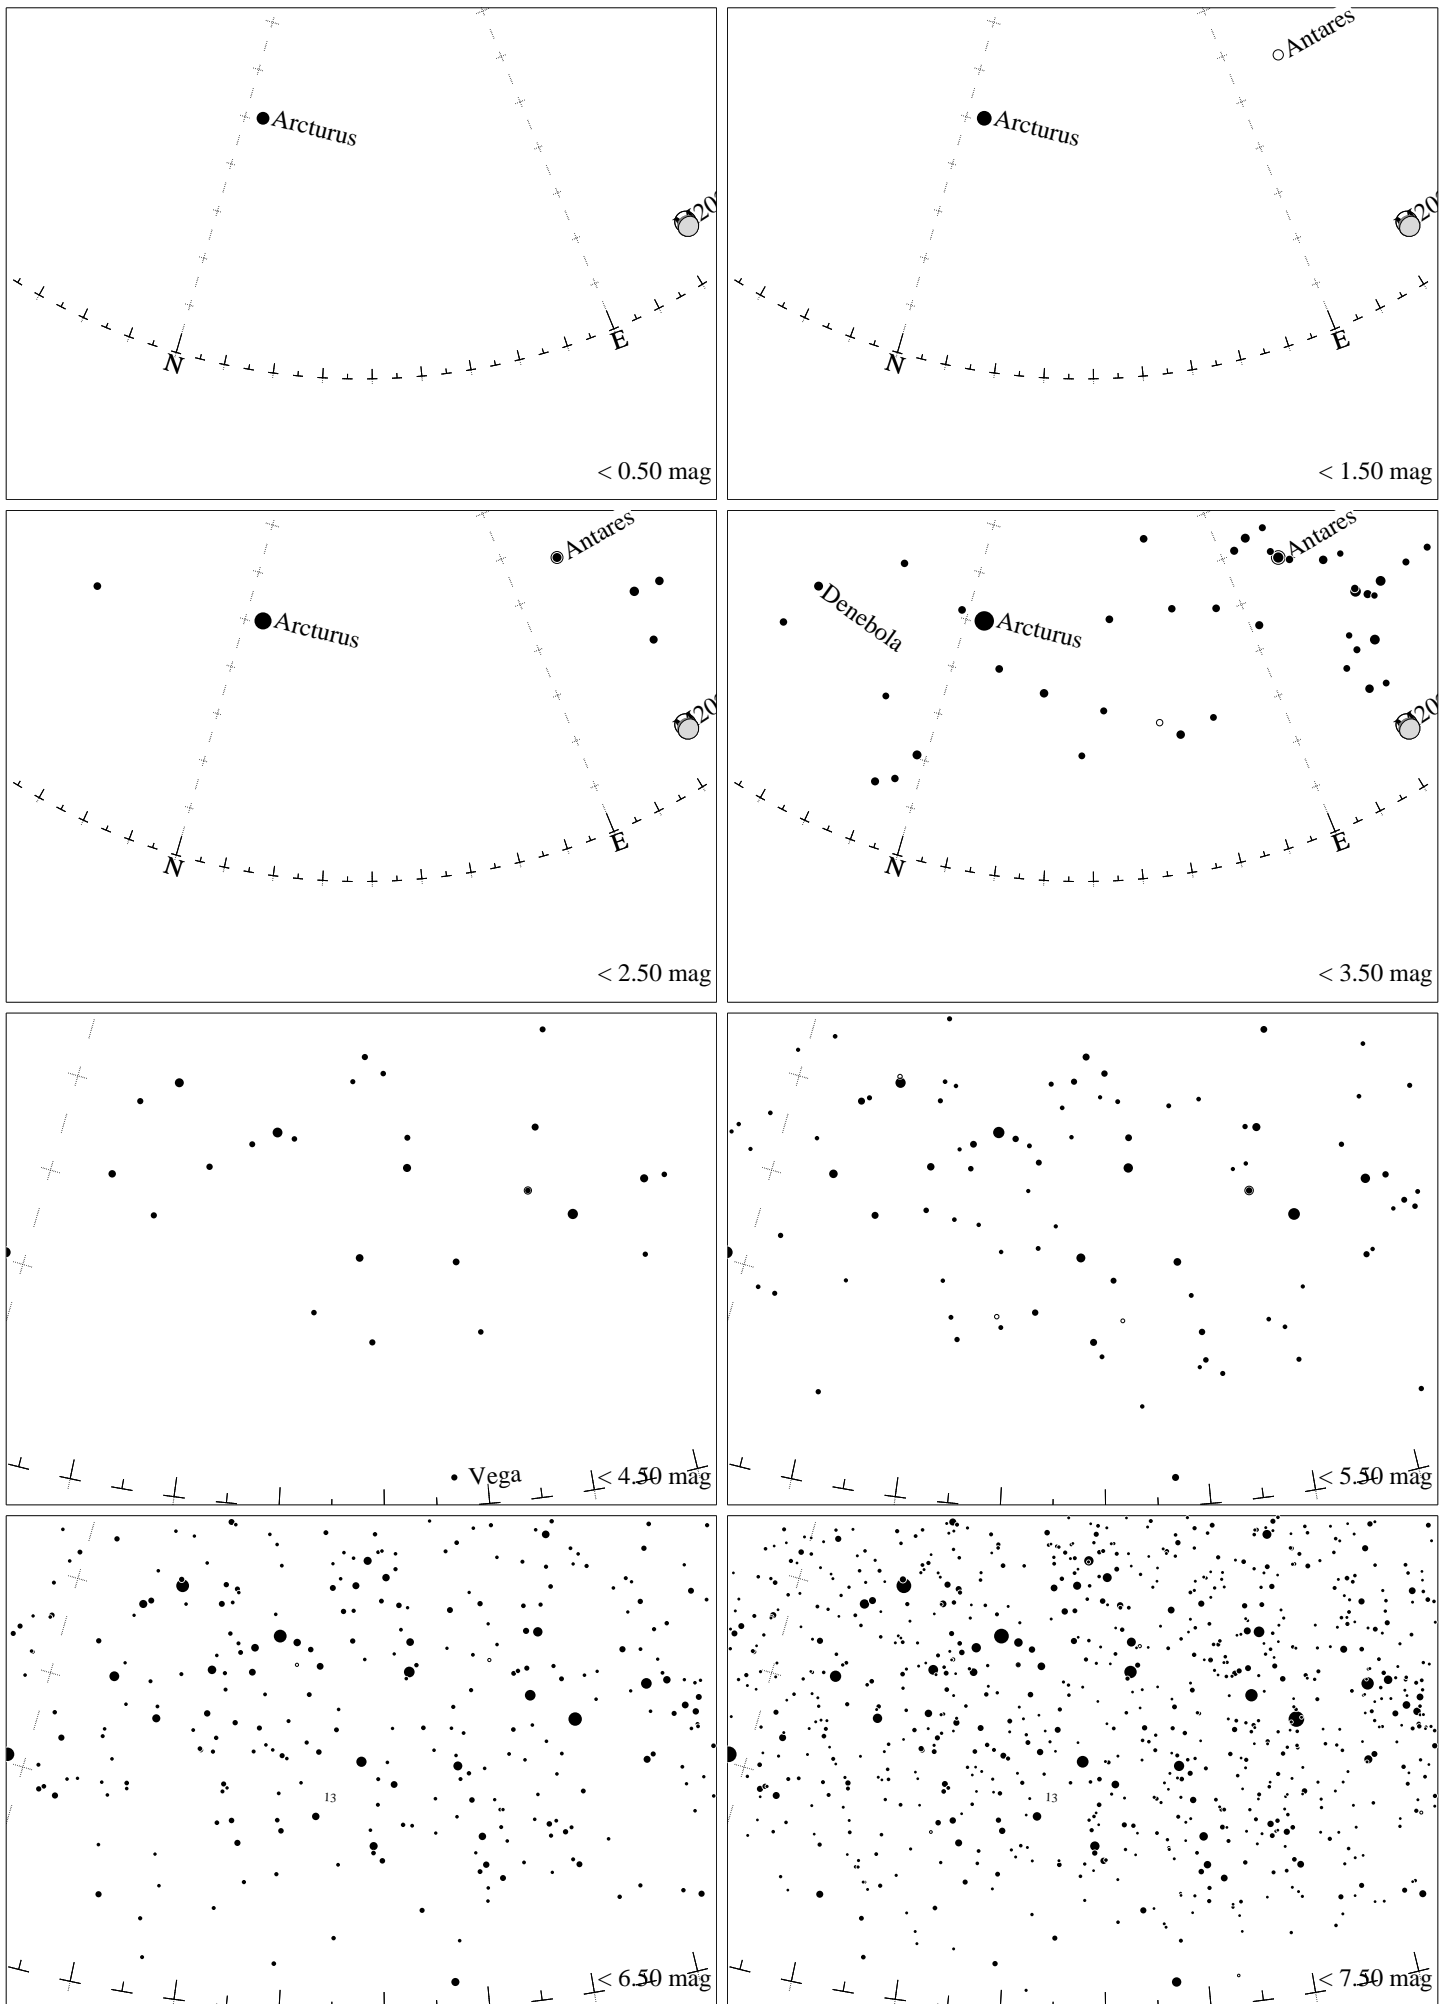 Arcturus
N
E
< 0.50 mag
Antares
Arcturus
N
E
< 1.50 mag
Antares
Arcturus
N
E
< 2.50 mag
Antares
Denebola
Arcturus
N
E
< 3.50 mag
Vega
< 4.50 mag
< 5.50 mag
13
< 6.50 mag
13
< 7.50 mag